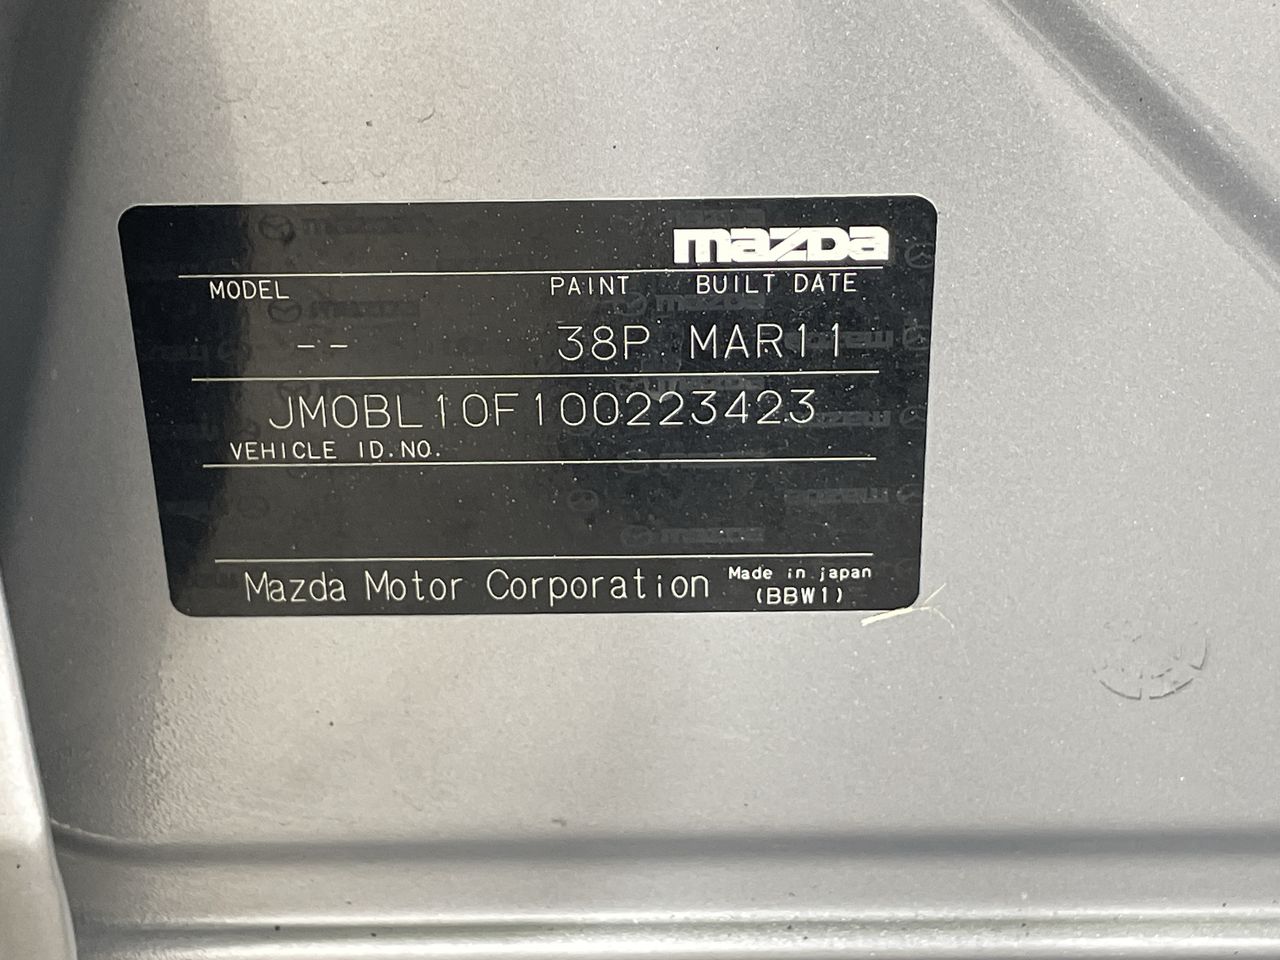 mazda
MODEL PAINT BUILT DATE
-- 38P MAR11
JM0BL10F100223423
VEHICLE ID.NO.
Mazda Motor Corporation Made in japan
(BBW1)